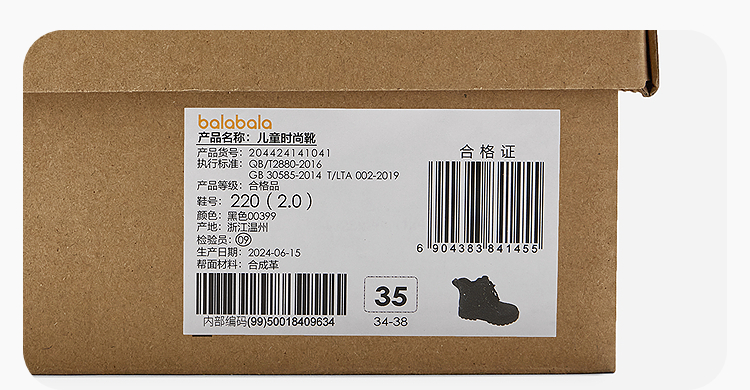 balabala
产品名称：儿童时尚靴
产品货号：204424141041
执行标准：QB/T2880-2016
GB 30585-2014 T/LTA 002-2019
产品等级：合格品
鞋号：220（2.0）
颜色：黑色00399
产地：浙江温州
检验员：09
生产日期：2024-06-15
帮面材料：合成革
内部编码(99)50018409634
35
34-38
合格证
6 904383 841455